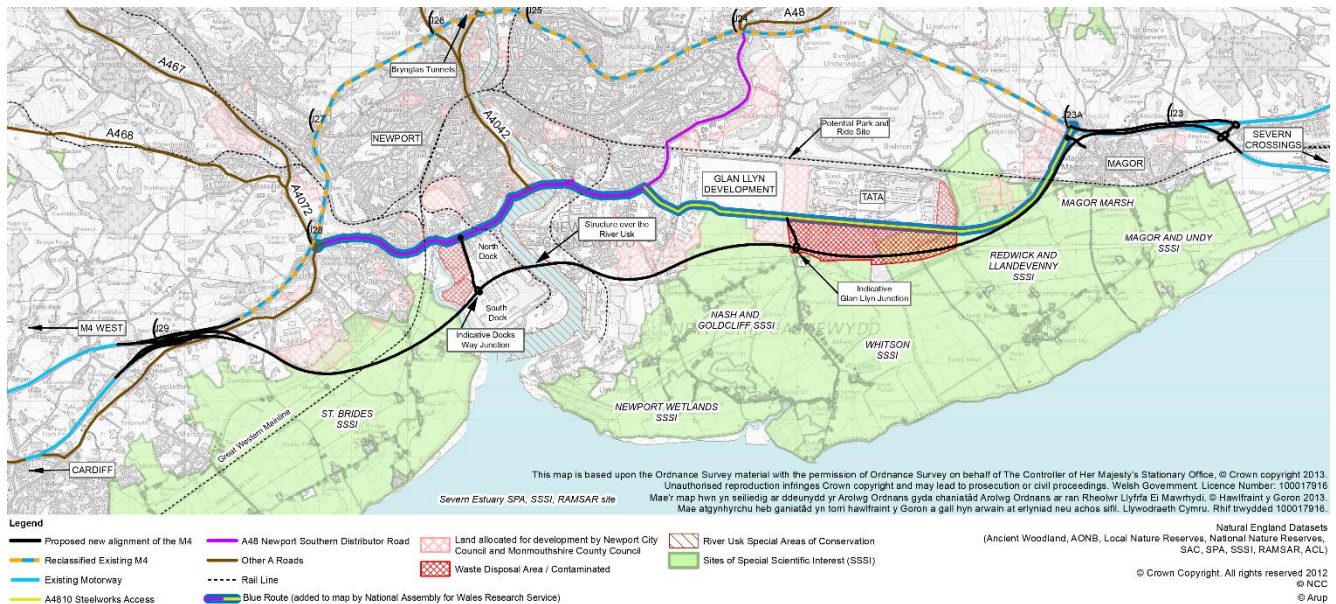 J26
J25
J24
A48
A467
Brynglas Tunnels
J27
A468
NEWPORT
A4042
Potential Park and
Ride Site
J23A
J23
SEVERN
CROSSINGS
MAGOR
GLAN LLYN
DEVELOPMENT
TATA
A4072
J28
Structure over the
River Usk
North
Dock
MAGOR MARSH
MAGOR AND UNDY
SSSI
REDWICK AND
LLANDEVENNY
SSSI
M4 WEST
J29
South
Dock
Indicative Docks
Way Junction
Indicative
Glan Llyn Junction
NASH AND
GOLDCLIFF SSSI
WHITSON
SSSI
ST. BRIDES
SSSI
NEWPORT WETLANDS
SSSI
Great Western Mainline
CARDIFF
Severn Estuary SPA, SSSI, RAMSAR site
This map is based upon the Ordnance Survey material with the permission of Ordnance Survey on behalf of The Controller of Her Majesty's Stationary Office, © Crown copyright 2013.
Unauthorised reproduction infringes Crown copyright and may lead to prosecution or civil proceedings. Welsh Government. Licence Number: 100017916
Mae'r map hwn yn seiliedig ar ddeunydd yr Arolwg Ordnans gyda chaniatâd Arolwg Ordnans ar ran Rheolwr Llyfrfa Ei Mawrhydi, © Hawlfraint y Goron 2013.
Mae atgynhyrchu heb ganiatâd yn torri hawlfraint y Goron a gall hyn arwain at erlyniad neu achos sifil. Llywodraeth Cymru. Rhif trwydded 100017916.
Legend
Proposed new alignment of the M4
Reclassified Existing M4
Existing Motorway
A4810 Steelworks Access
A48 Newport Southern Distributor Road
Other A Roads
Rail Line
Blue Route (added to map by National Assembly for Wales Research Service)
Land allocated for development by Newport City
Council and Monmouthshire County Council
Waste Disposal Area / Contaminated
River Usk Special Areas of Conservation
Sites of Special Scientific Interest (SSSI)
Natural England Datasets
(Ancient Woodland, AONB, Local Nature Reserves, National Nature Reserves,
SAC, SPA, SSSI, RAMSAR, ACL)
© Crown Copyright. All rights reserved 2012
© NCC
© Arup